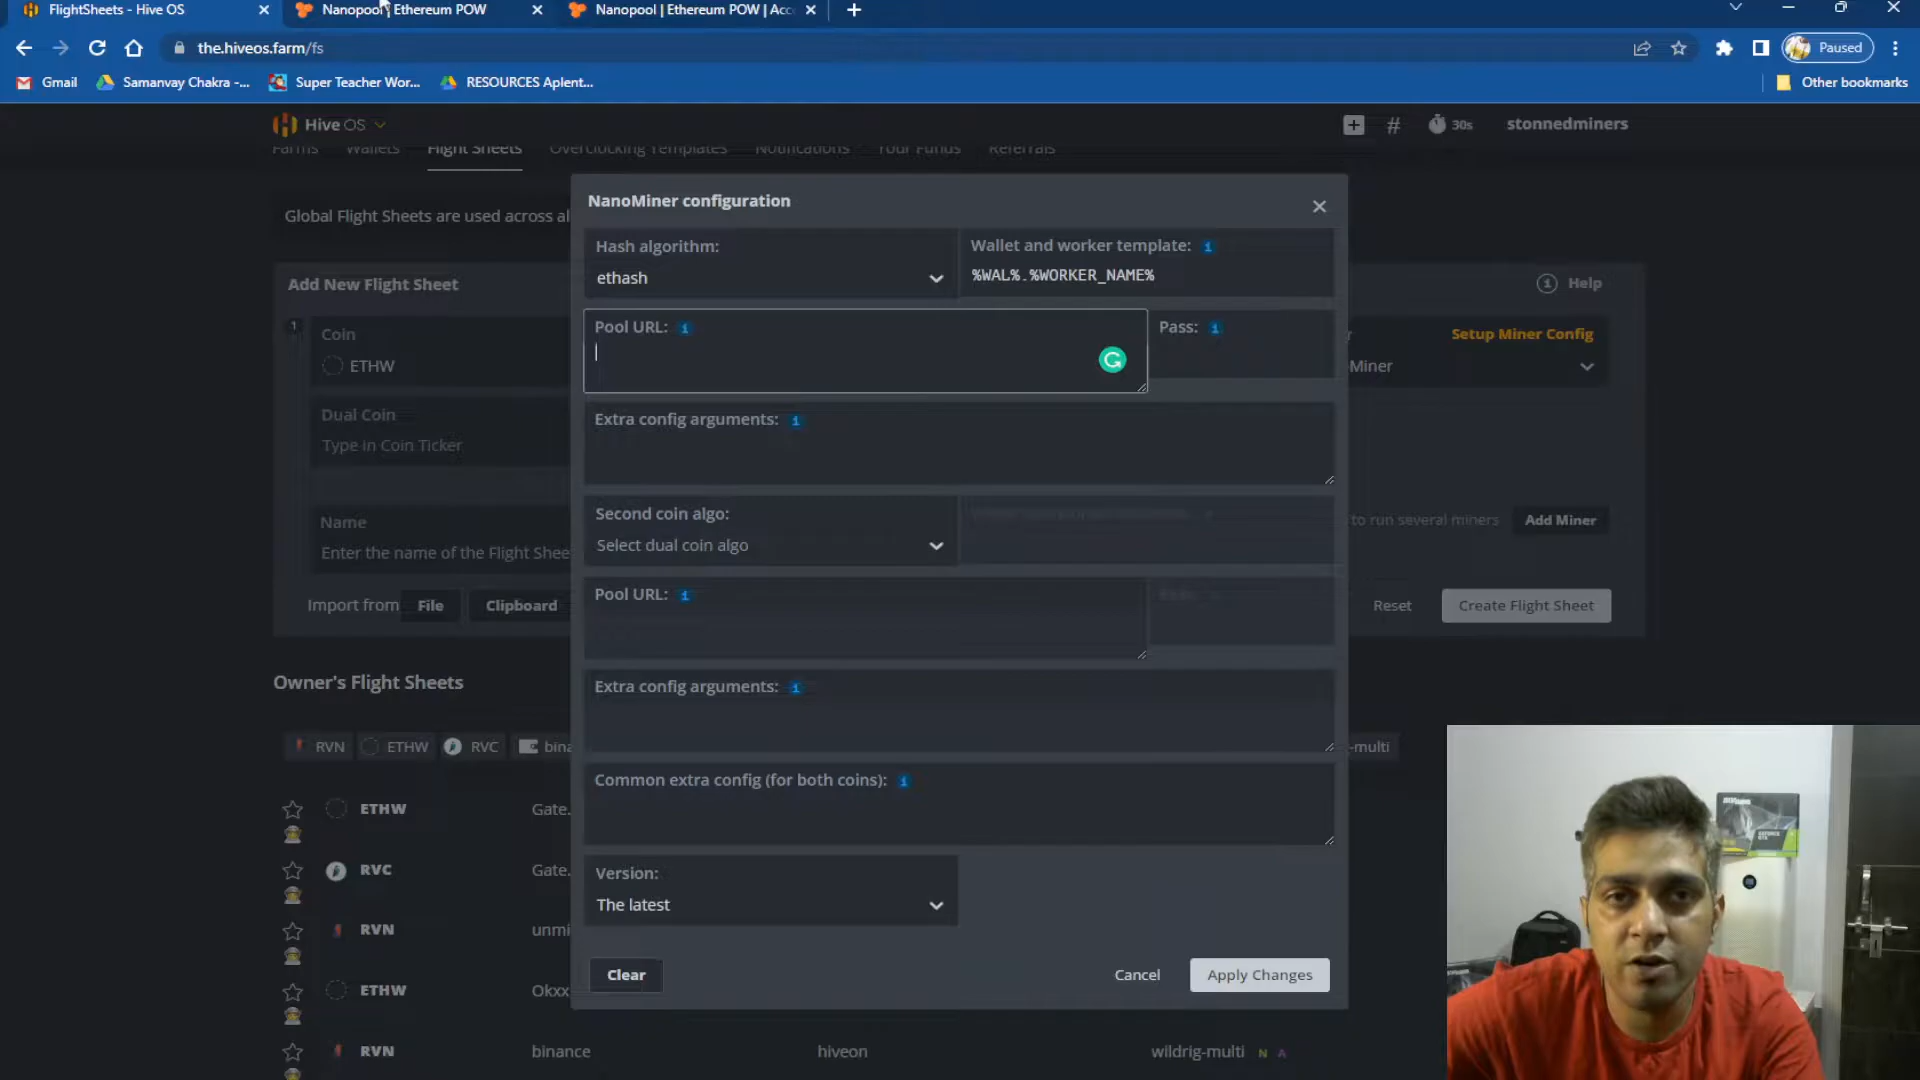 FlightSheets - Hive OS
Nanopool | Ethereum POW
Nanopool | Ethereum POW | Acc
the.hiveos.farm/fs
Paused
Gmail
Samanvay Chakra -...
Super Teacher Wor...
RESOURCES Aplent...
Other bookmarks
Hive OS
30s
stonnedminers
Farms
Wallets
Flight Sheets
Overclocking Templates
Notifications
Your Funds
Referrals
Global Flight Sheets are used across al
NanoMiner configuration
Hash algorithm:
ethash
Wallet and worker template:
%WAL%.%WORKER_NAME%
Pool URL:
Pass:
Extra config arguments:
Second coin algo:
Select dual coin algo
Pool URL:
Extra config arguments:
Common extra config (for both coins):
Version:
The latest
Clear
Cancel
Apply Changes
Add New Flight Sheet
Help
1
Coin
ETHW
Setup Miner Config
Miner
Dual Coin
Type in Coin Ticker
Name
Enter the name of the Flight Shee
to run several miners
Add Miner
Import from
File
Clipboard
Reset
Create Flight Sheet
Owner's Flight Sheets
RVN
ETHW
RVC
bina
-multi
ETHW
Gate.
RVC
Gate.
RVN
unmi
ETHW
Okxx
RVN
binance
hiveon
wildrig-multi
N A